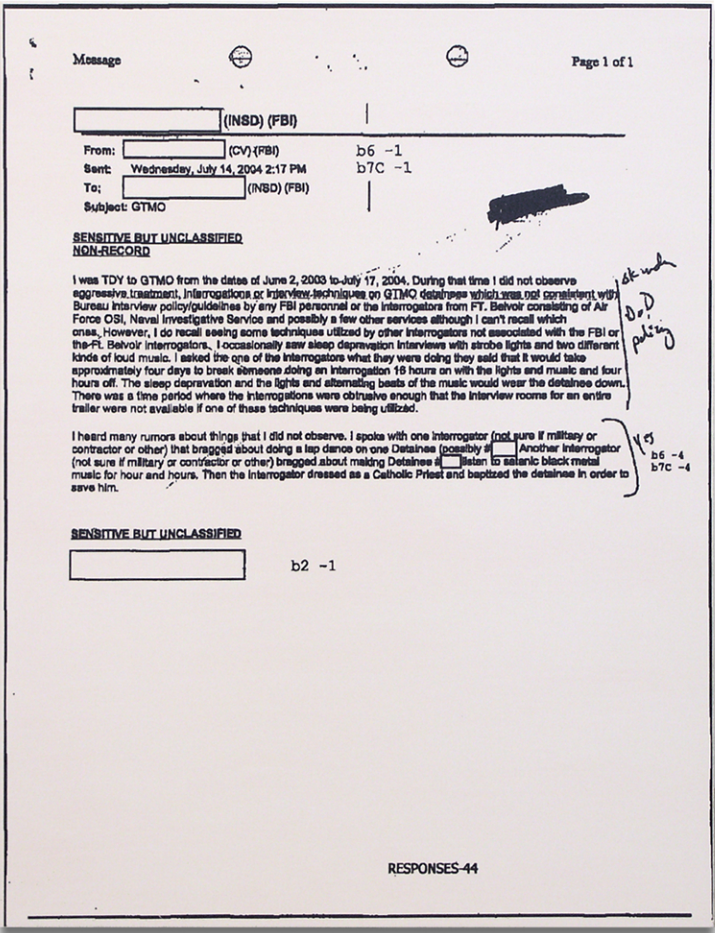 Message
Page 1 of 1
(INSD) (FBI)
From: (CV) (FBI)
b6 -1
Sent: Wednesday, July 14, 2004 2:17 PM
b7C -1
To; (INSD) (FBI)
Subject: GTMO
SENSITIVE BUT UNCLASSIFIED
NON-RECORD
I was TDY to GTMO from the dates of June 2, 2003 to July 17, 2004. During that time I did not observe
aggressive treatment, interrogations or interview techniques on GTMO detainees which was not consistent with
Bureau interview policy/guidelines by any FBI personnel or the interrogators from FT. Belvoir consisting of Air
Force OSI, Naval Investigative Service and possibly a few other services although I can't recall which
ones. However, I do recall seeing some techniques utilized by other interrogators not associated with the FBI or
the Ft. Belvoir interrogators. I occasionally saw sleep depravation interviews with strobe lights and two different
kinds of loud music. I asked the one of the interrogators what they were doing they said that it would take
approximately four days to break someone doing an interrogation 16 hours on with the lights and music and four
hours off. The sleep depravation and the lights and alternating beats of the music would wear the detainee down.
There was a time period where the interrogations were obtrusive enough that the interview rooms for an entire
trailer were not available if one of these techniques were being utilized.
ok under
DoD
policy
I heard many rumors about things that I did not observe. I spoke with one interrogator (not sure if military or
contractor or other) that bragged about doing a lap dance on one Detainee (possibly # Another interrogator
(not sure if military or contractor or other) bragged about making Detainee # listen to satanic black metal
music for hour and hours. Then the interrogator dressed as a Catholic Priest and baptized the detainee in order to
save him.
yes
b6 -4
b7C -4
SENSITIVE BUT UNCLASSIFIED
b2 -1
RESPONSES-44